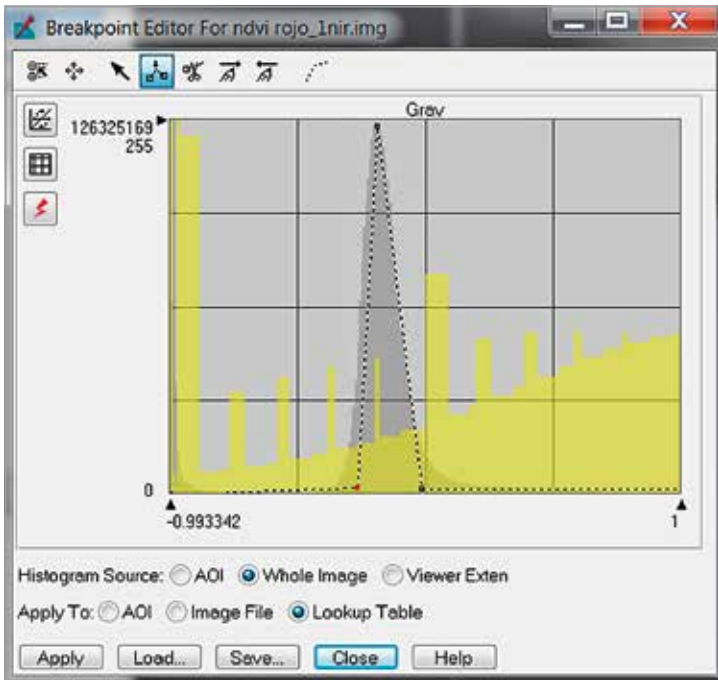 Breakpoint Editor For ndvi rojo_1nir.img
Gray
126325169
255
0
-0.993342
1
Histogram Source: AOI Whole Image Viewer Exten
Apply To: AOI Image File Lookup Table
Apply Load... Save... Close Help